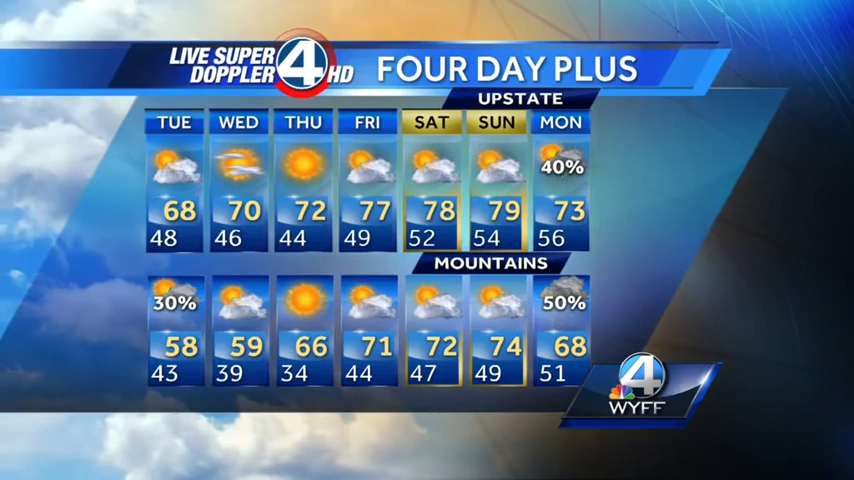 LIVE SUPER DOPPLER 4 HD FOUR DAY PLUS
UPSTATE
TUE WED THU FRI SAT SUN MON
40%
68 70 72 77 78 79 73
48 46 44 49 52 54 56
MOUNTAINS
30% 50%
58 59 66 71 72 74 68
43 39 34 44 47 49 51
4
WYFF